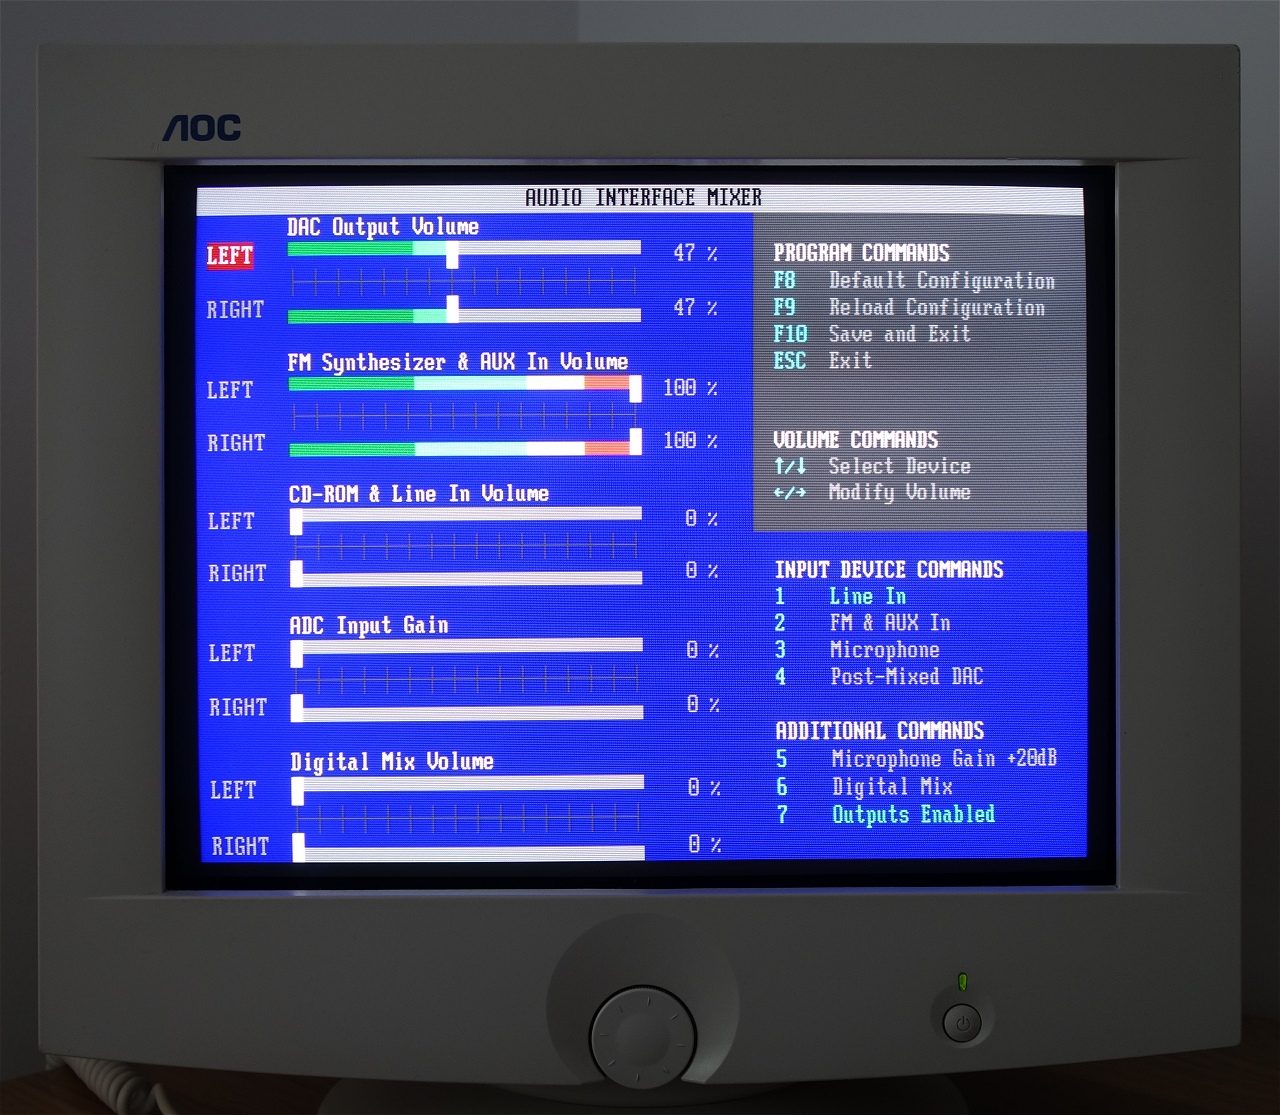 AOC
AUDIO INTERFACE MIXER
DAC Output Volume
LEFT 47 %
RIGHT 47 %
FM Synthesizer & AUX In Volume
LEFT 100 %
RIGHT 100 %
CD-ROM & Line In Volume
LEFT 0 %
RIGHT 0 %
ADC Input Gain
LEFT 0 %
RIGHT 0 %
Digital Mix Volume
LEFT 0 %
RIGHT 0 %
PROGRAM COMMANDS
F8 Default Configuration
F9 Reload Configuration
F10 Save and Exit
ESC Exit
VOLUME COMMANDS
↑/↓ Select Device
←/→ Modify Volume
INPUT DEVICE COMMANDS
1 Line In
2 FM & AUX In
3 Microphone
4 Post-Mixed DAC
ADDITIONAL COMMANDS
5 Microphone Gain +20dB
6 Digital Mix
7 Outputs Enabled